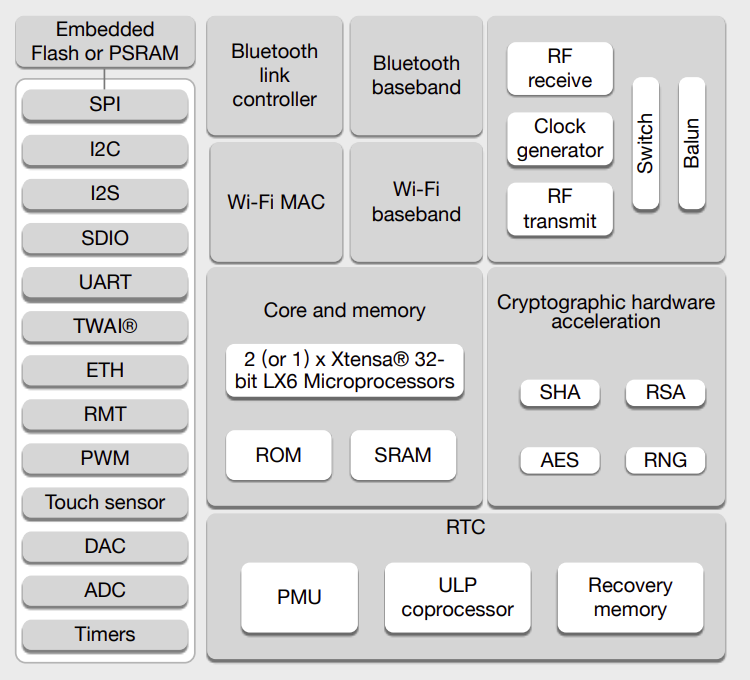 Embedded
Flash or PSRAM
SPI
I2C
I2S
SDIO
UART
TWAI®
ETH
RMT
PWM
Touch sensor
DAC
ADC
Timers
Bluetooth
link
controller
Bluetooth
baseband
Wi-Fi MAC
Wi-Fi
baseband
RF
receive
Clock
generator
RF
transmit
Switch
Balun
Core and memory
2 (or 1) x Xtensa® 32-
bit LX6 Microprocessors
ROM
SRAM
Cryptographic hardware
acceleration
SHA
RSA
AES
RNG
RTC
PMU
ULP
coprocessor
Recovery
memory